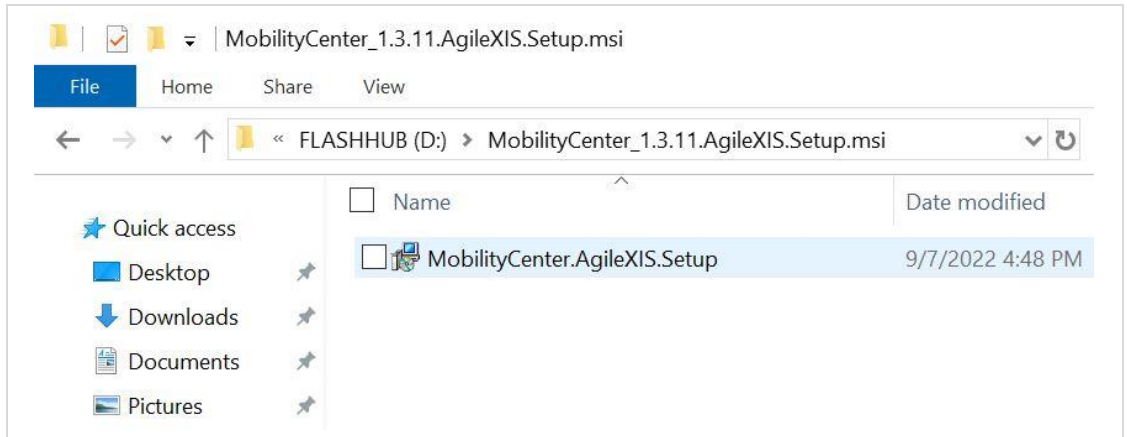 MobilityCenter_1.3.11.AgileXIS.Setup.msi
File Home Share View
« FLASHHUB (D:) > MobilityCenter_1.3.11.AgileXIS.Setup.msi
Name Date modified
Quick access
MobilityCenter.AgileXIS.Setup 9/7/2022 4:48 PM
Desktop
Downloads
Documents
Pictures